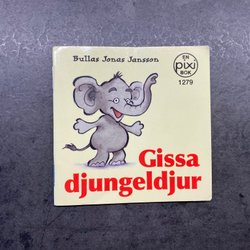 Bullas Jonas Jansson
EN
pixi
BOK
1279
Gissa
djungeldjur